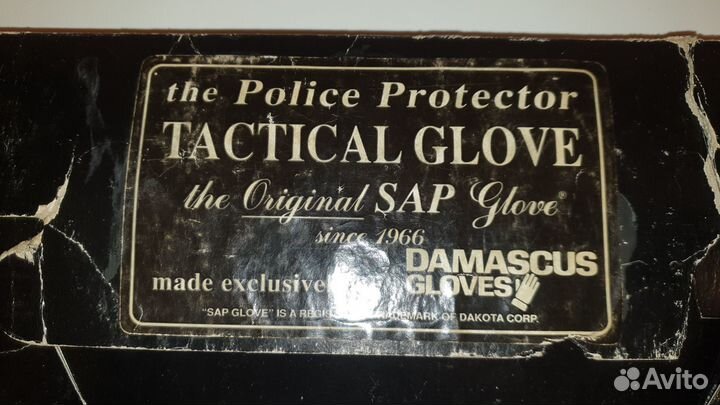 the Police Protector
TACTICAL GLOVE
the Original SAP Glove®
since 1966
made
DAMASCUS
GLOVES
"SAP GLOVE" IS A OF DAKOTA CORP.
Avito